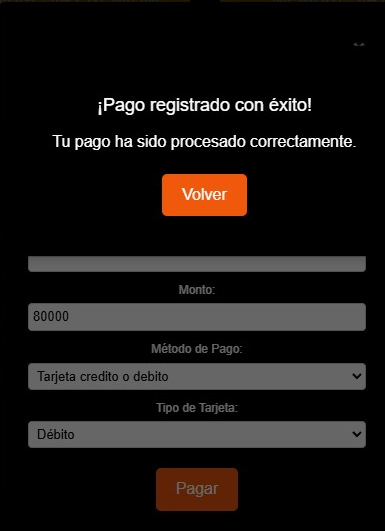 ¡Pago registrado con éxito!
Tu pago ha sido procesado correctamente.
Volver
Monto:
80000
Método de Pago:
Tarjeta credito o debito
Tipo de Tarjeta:
Débito
Pagar